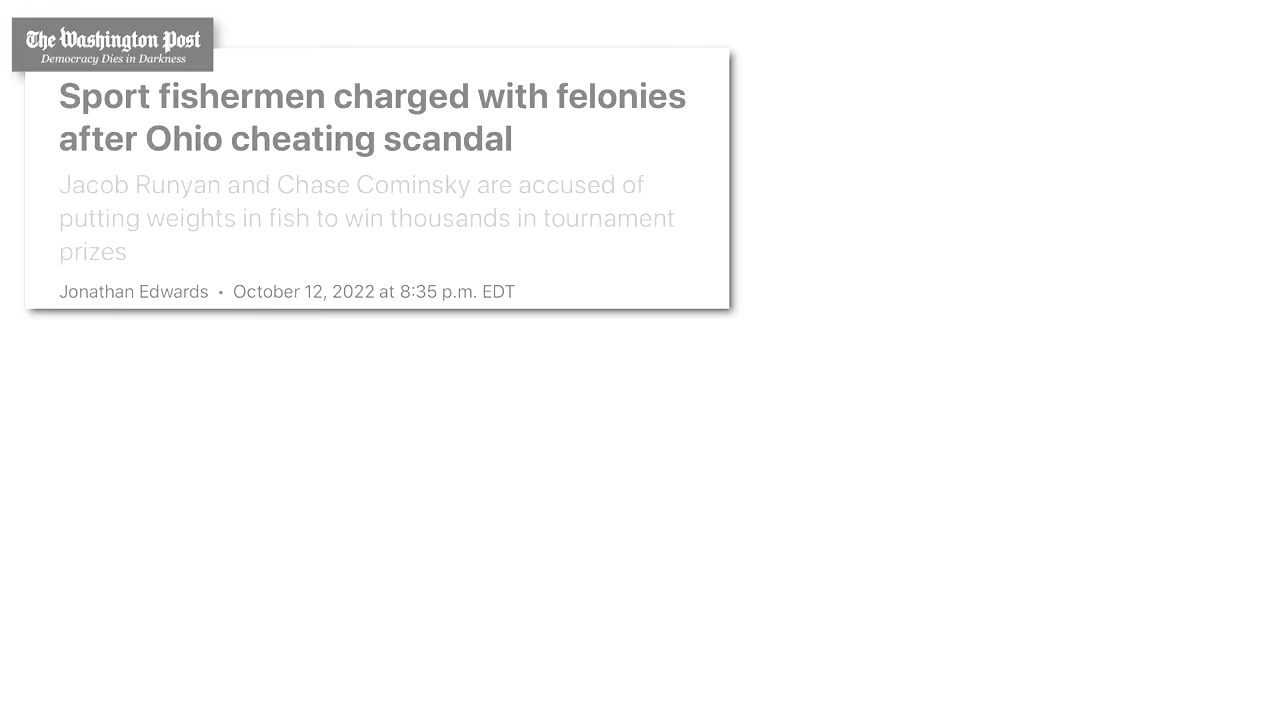 The Washington Post
Democracy Dies in Darkness
Sport fishermen charged with felonies
after Ohio cheating scandal
Jacob Runyan and Chase Cominsky are accused of
putting weights in fish to win thousands in tournament
prizes
Jonathan Edwards • October 12, 2022 at 8:35 p.m. EDT